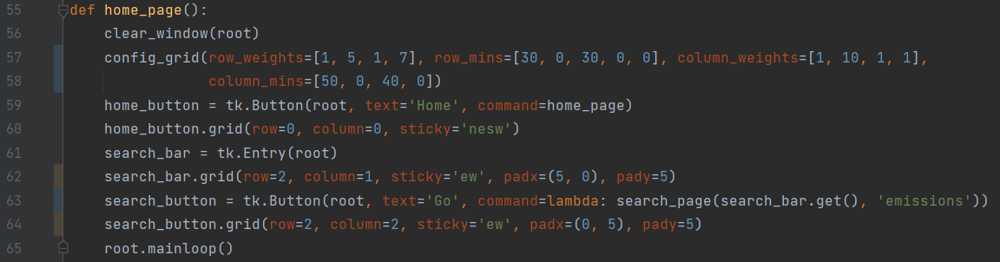 55 def home_page():
56     clear_window(root)
57     config_grid(row_weights=[1, 5, 1, 7], row_mins=[30, 0, 30, 0, 0], column_weights=[1, 10, 1, 1],
58                 column_mins=[50, 0, 40, 0])
59     home_button = tk.Button(root, text='Home', command=home_page)
60     home_button.grid(row=0, column=0, sticky='nesw')
61     search_bar = tk.Entry(root)
62     search_bar.grid(row=2, column=1, sticky='ew', padx=(5, 0), pady=5)
63     search_button = tk.Button(root, text='Go', command=lambda: search_page(search_bar.get(), 'emissions'))
64     search_button.grid(row=2, column=2, sticky='ew', padx=(0, 5), pady=5)
65     root.mainloop()